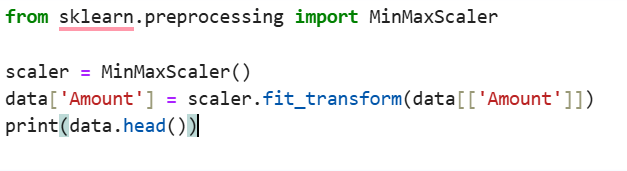 from sklearn.preprocessing import MinMaxScaler
scaler = MinMaxScaler()
data['Amount'] = scaler.fit_transform(data[['Amount']])
print(data.head())